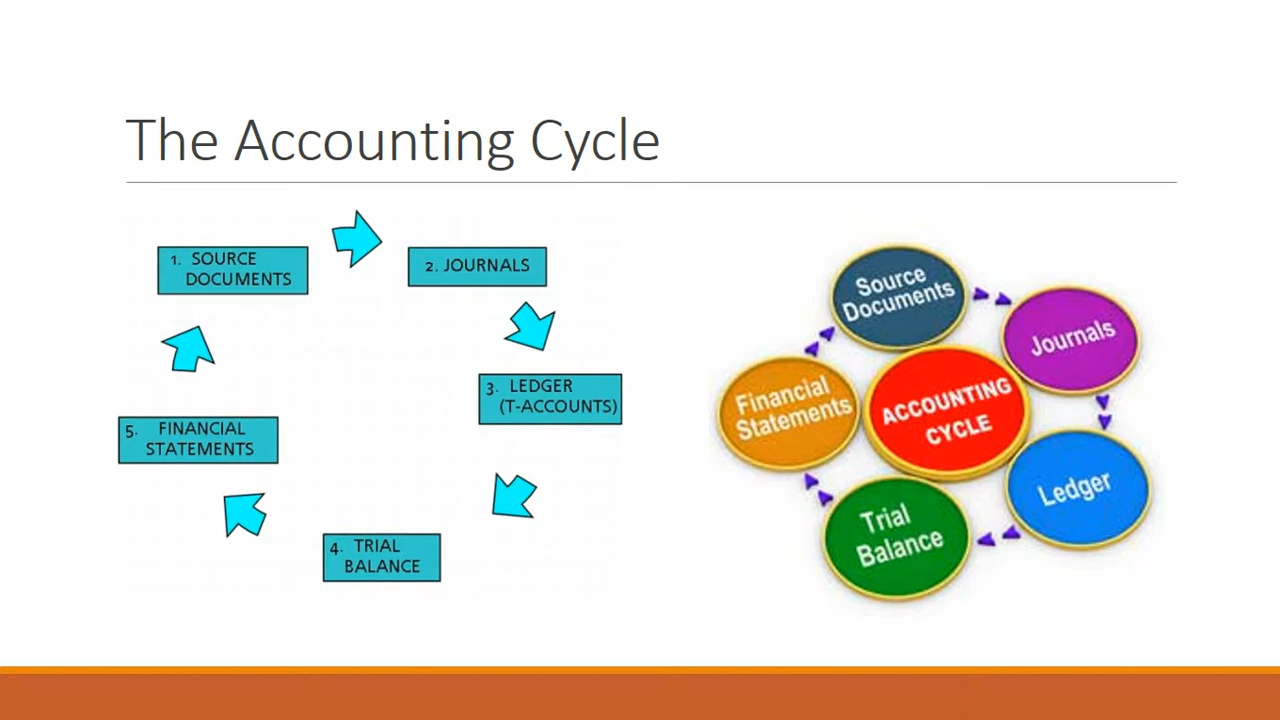 The Accounting Cycle
1. SOURCE
DOCUMENTS
2. JOURNALS
3. LEDGER
(T-ACCOUNTS)
4. TRIAL
BALANCE
5. FINANCIAL
STATEMENTS
Source
Documents
Journals
Ledger
Trial
Balance
Financial
Statements
ACCOUNTING
CYCLE